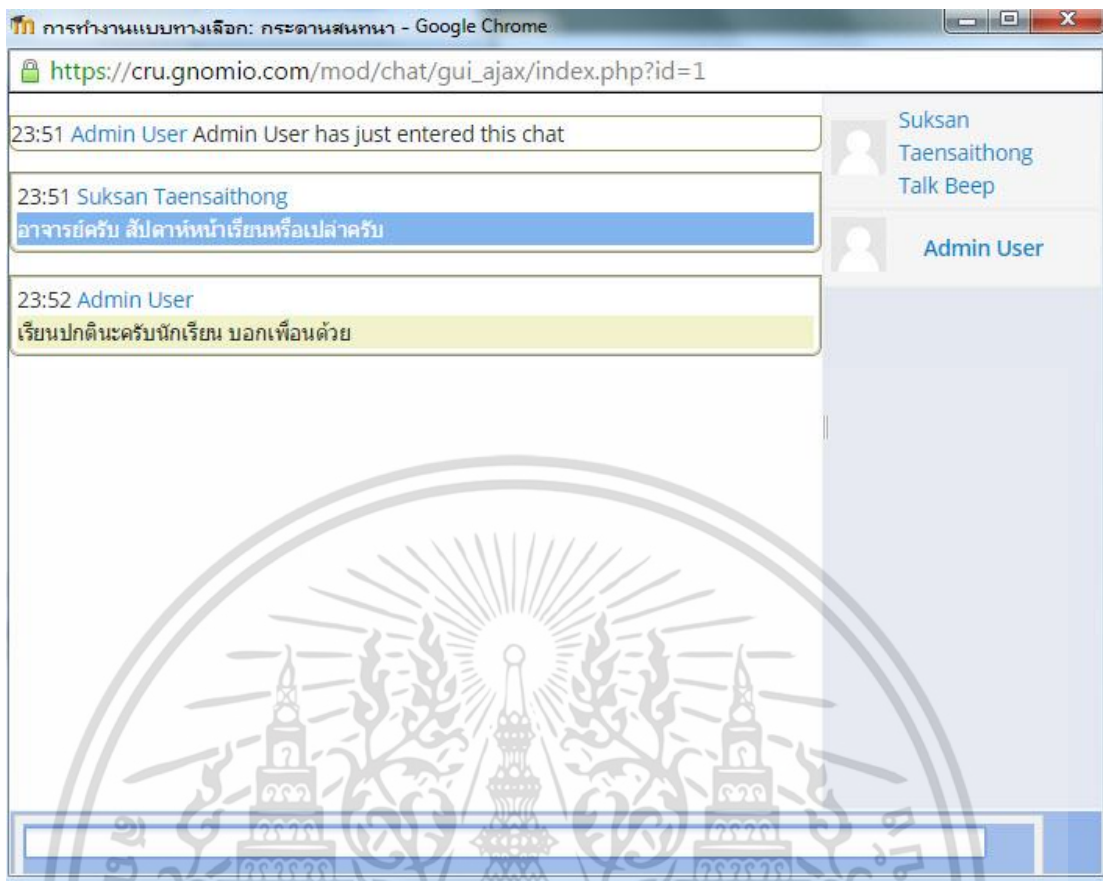 การทำงานแบบทางเลือก: กระดานสนทนา - Google Chrome
https://cru.gnomio.com/mod/chat/gui_ajax/index.php?id=1
23:51 Admin User Admin User has just entered this chat
23:51 Suksan Taensaithong
อาจารย์ครับ สัปดาห์หน้าเรียนหรือเปล่าครับ
23:52 Admin User
เรียนปกตินะครับนักเรียน บอกเพื่อนด้วย
Suksan
Taensaithong
Talk Beep
Admin User